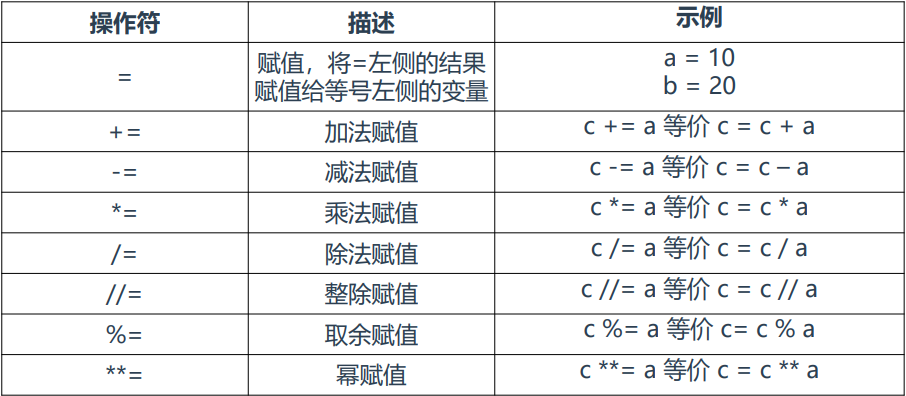 操作符 描述 示例
= 赋值，将=左侧的结果 a = 10
赋值给等号左侧的变量 b = 20
+= 加法赋值 c += a 等价 c = c + a
-= 减法赋值 c -= a 等价 c = c – a
*= 乘法赋值 c *= a 等价 c = c * a
/= 除法赋值 c /= a 等价 c = c / a
//= 整除赋值 c //= a 等价 c = c // a
%= 取余赋值 c %= a 等价 c= c % a
**= 幂赋值 c **= a 等价 c = c ** a